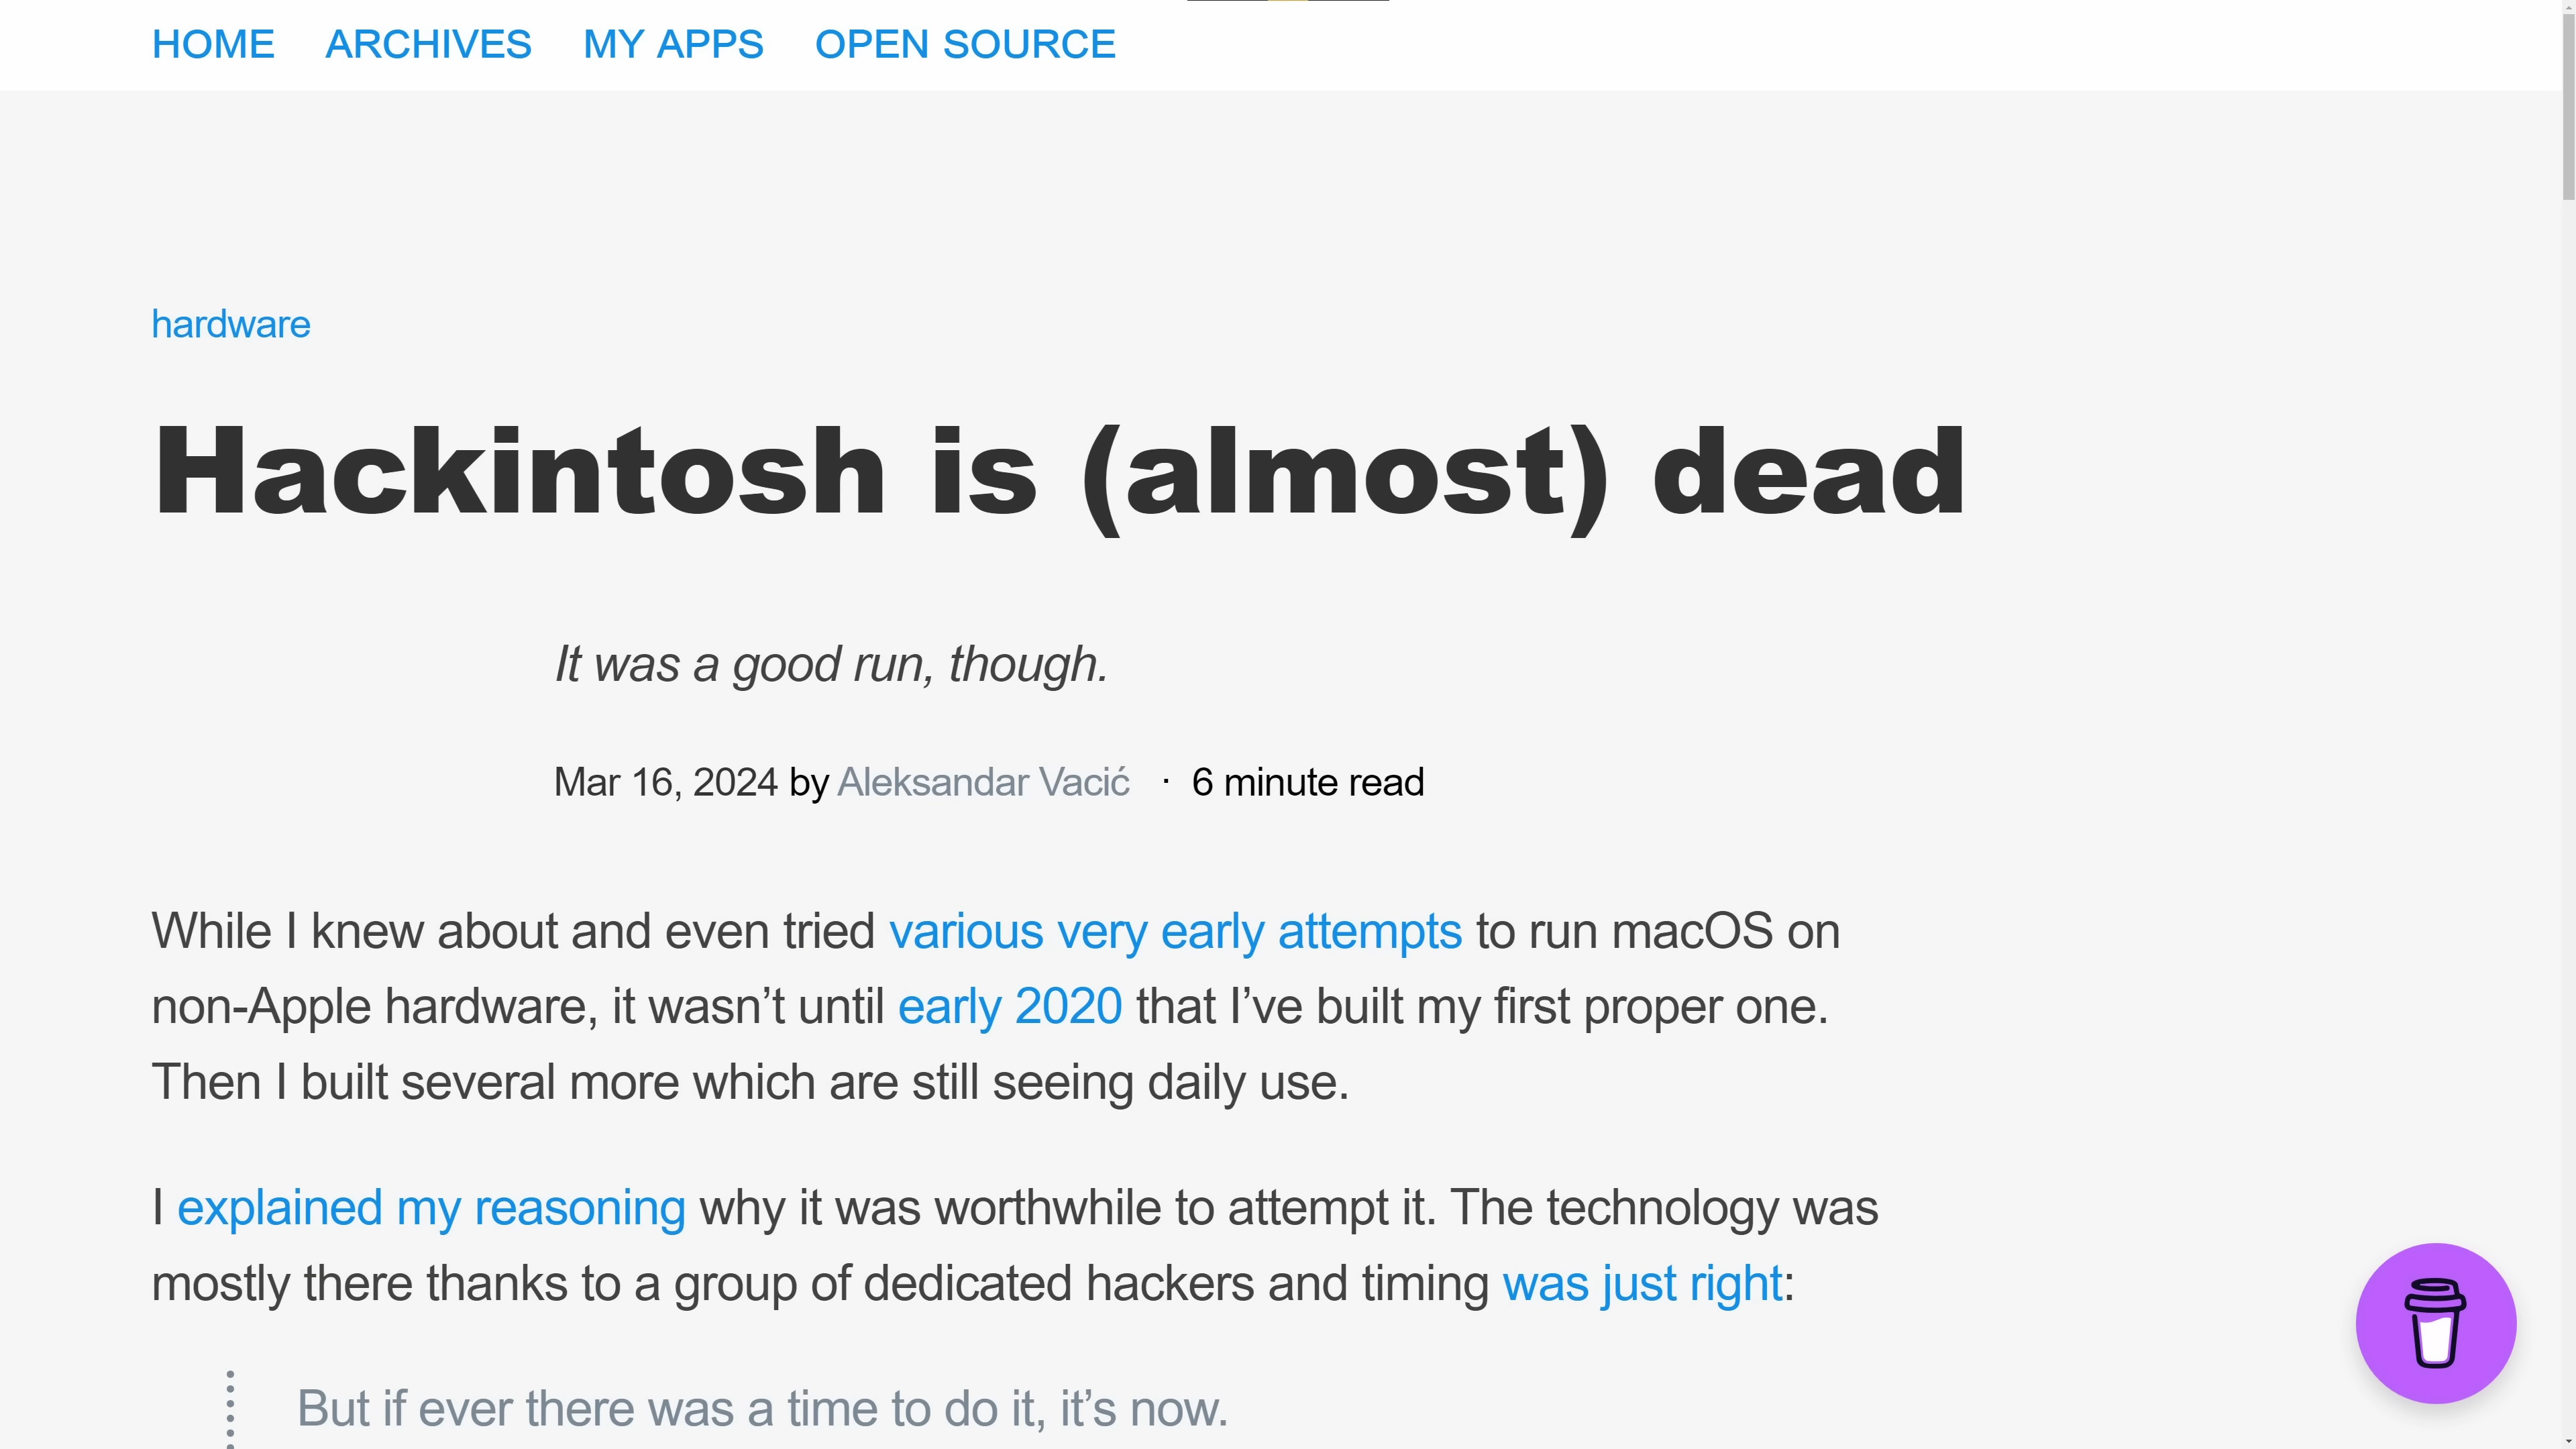 HOME ARCHIVES MY APPS OPEN SOURCE
hardware
Hackintosh is (almost) dead
It was a good run, though.
Mar 16, 2024 by Aleksandar Vacić · 6 minute read
While I knew about and even tried various very early attempts to run macOS on
non-Apple hardware, it wasn’t until early 2020 that I’ve built my first proper one.
Then I built several more which are still seeing daily use.
I explained my reasoning why it was worthwhile to attempt it. The technology was
mostly there thanks to a group of dedicated hackers and timing was just right:
But if ever there was a time to do it, it’s now.